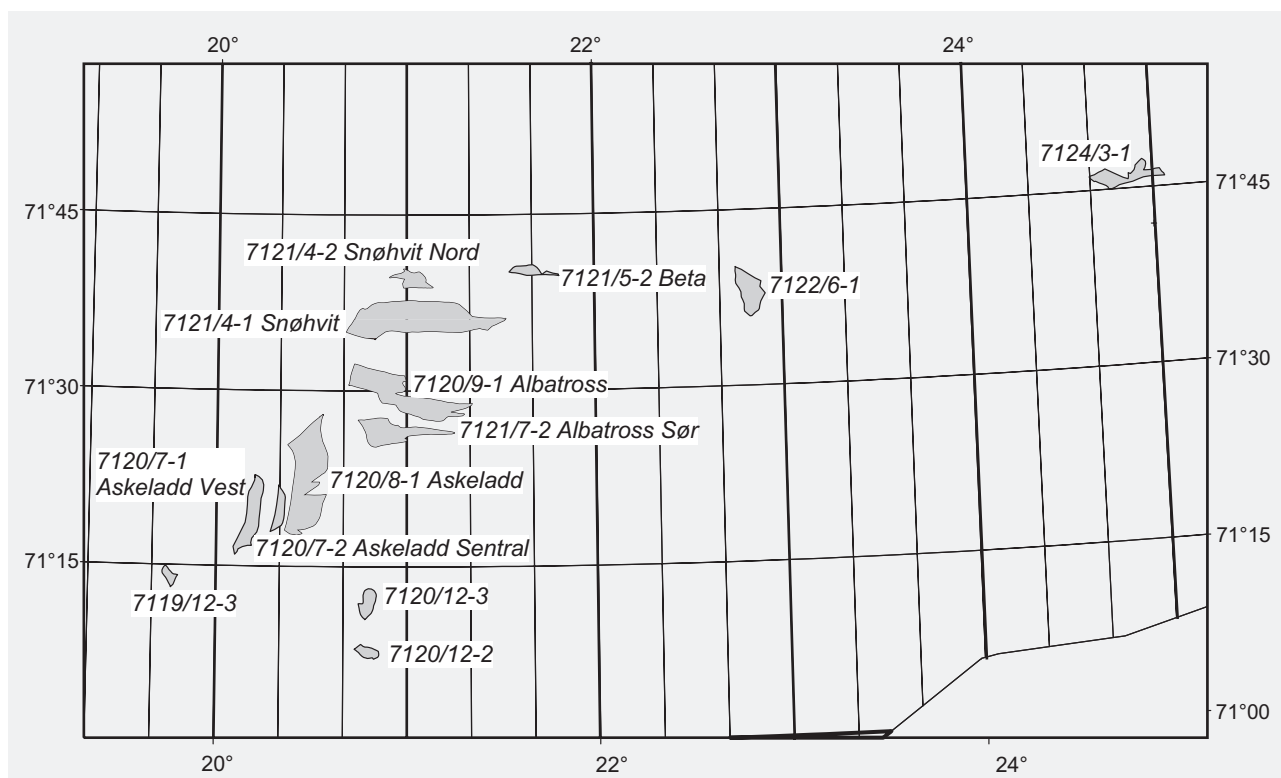 20°
22°
24°
7124/3-1
71°45
71°45
7121/4-2 Snøhvit Nord
7121/5-2 Beta
7122/6-1
7121/4-1 Snøhvit
71°30
71°30
7120/9-1 Albatross
7121/7-2 Albatross Sør
7120/7-1
Askeladd Vest
7120/8-1 Askeladd
7120/7-2 Askeladd Sentral
71°15
71°15
7119/12-3
7120/12-3
7120/12-2
71°00
20°
22°
24°